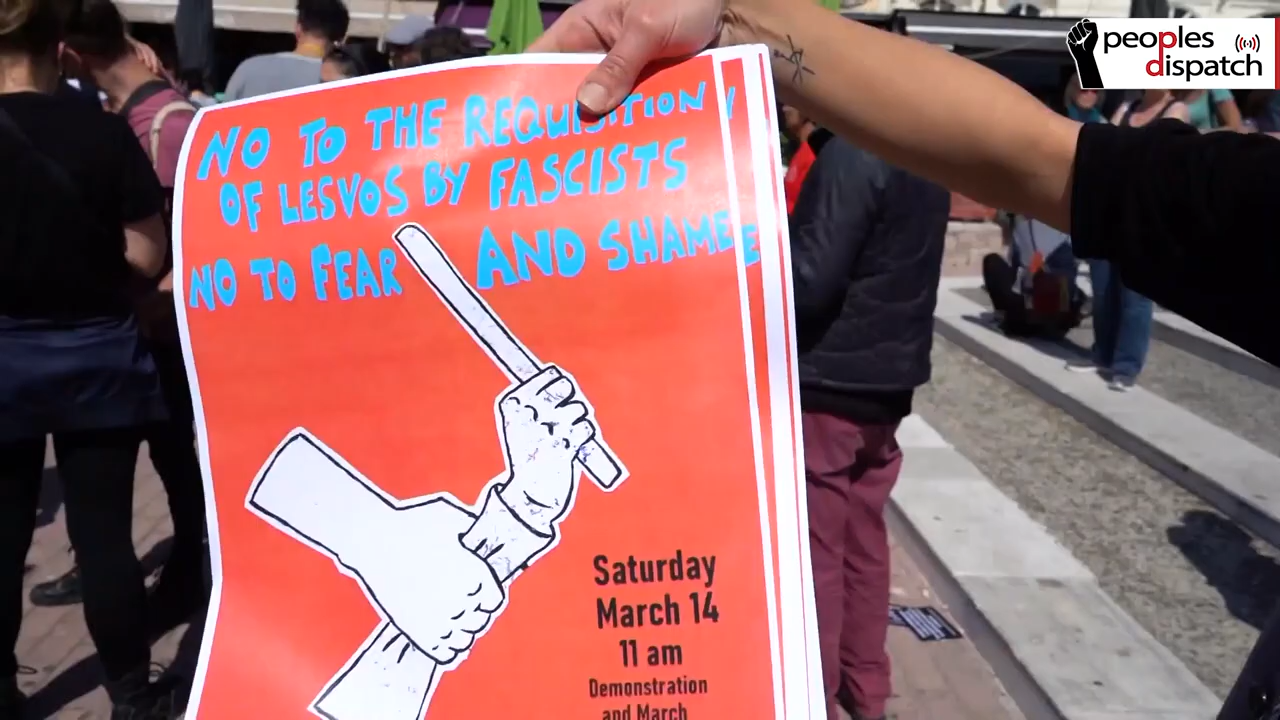 peoples
dispatch
NO TO THE REQUISITION
OF LESVOS BY FASCISTS
NO TO FEAR AND SHAME
Saturday
March 14
11 am
Demonstration
and March